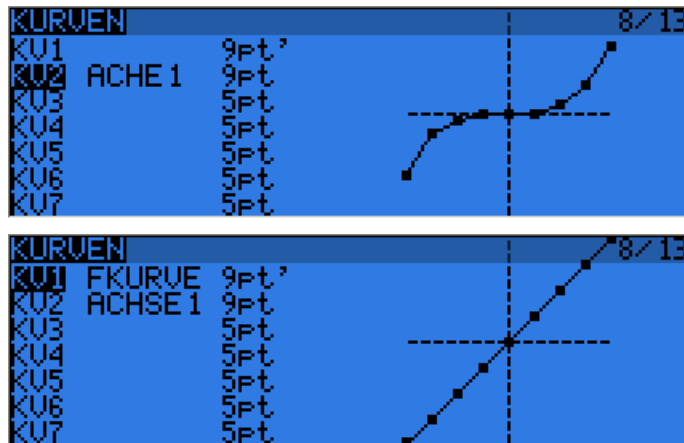 KURVEN 8/13
KV1 9pt'
KV2 ACHE1 9pt
KV3 5pt
KV4 5pt
KV5 5pt
KV6 5pt
KV7 5pt
KURVEN 8/13
KV1 FKURVE 9pt'
KV2 ACHSE1 9pt
KV3 5pt
KV4 5pt
KV5 5pt
KV6 5pt
KV7 5pt